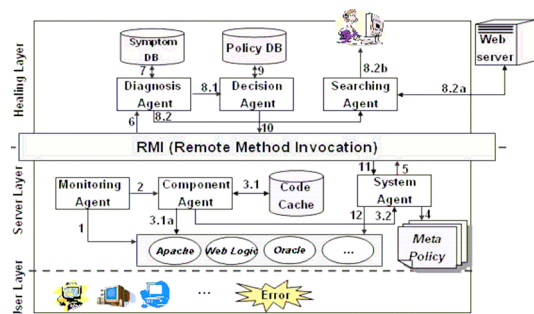 Healing Layer
Symptom
DB
Policy DB
Web
server
7
9
8.2b
8.2a
Diagnosis
Agent
8.1
Decision
Agent
Searching
Agent
6
8.2
10
RMI (Remote Method Invocation)
Server Layer
11
5
Monitoring
Agent
2
Component
Agent
3.1
Code
Cache
System
Agent
1
3.1a
12
3.2
4
Apache
Web Logic
Oracle
...
Meta
Policy
User Layer
...
Error